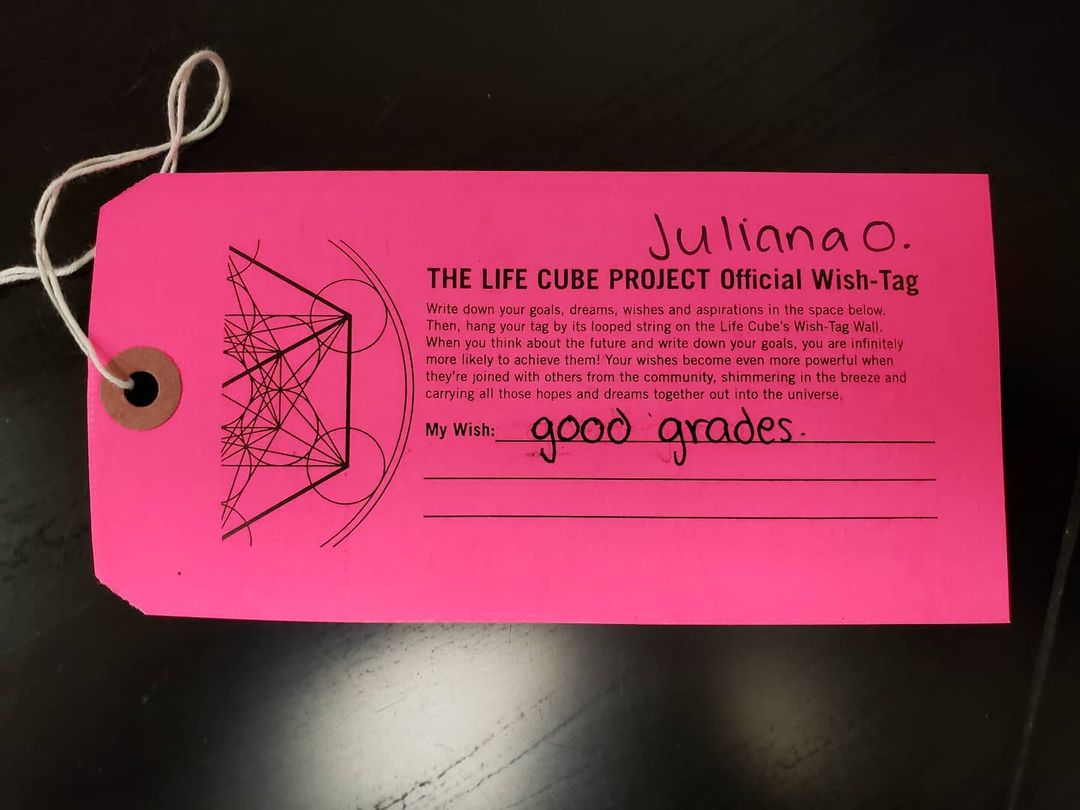 Juliana O.
THE LIFE CUBE PROJECT Official Wish-Tag
Write down your goals, dreams, wishes and aspirations in the space below.
Then, hang your tag by its looped string on the Life Cube's Wish-Tag Wall.
When you think about the future and write down your goals, you are infinitely
more likely to achieve them! Your wishes become even more powerful when
they're joined with others from the community, shimmering in the breeze and
carrying all those hopes and dreams together out into the universe.
My Wish: good grades.